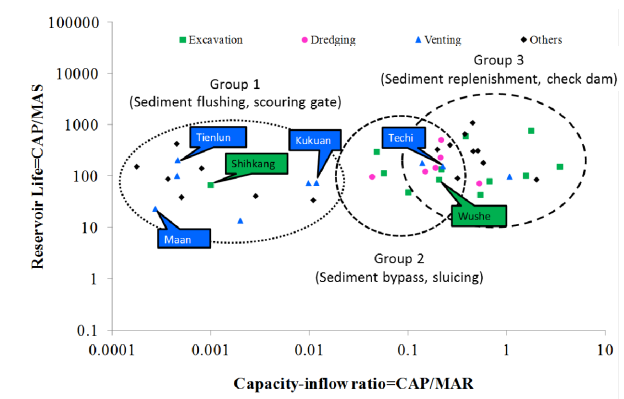 100000
10000
1000
100
10
1
0.1
Reservoir Life=CAP/MAS
Excavation
Dredging
Venting
Others
Group 1
(Sediment flushing, scouring gate)
Group 3
(Sediment replenishment, check dam)
Tienlun
Kukuan
Techi
Shihkang
Wushe
Maan
Group 2
(Sediment bypass, sluicing)
0.0001
0.001
0.01
0.1
1
10
Capacity-inflow ratio=CAP/MAR